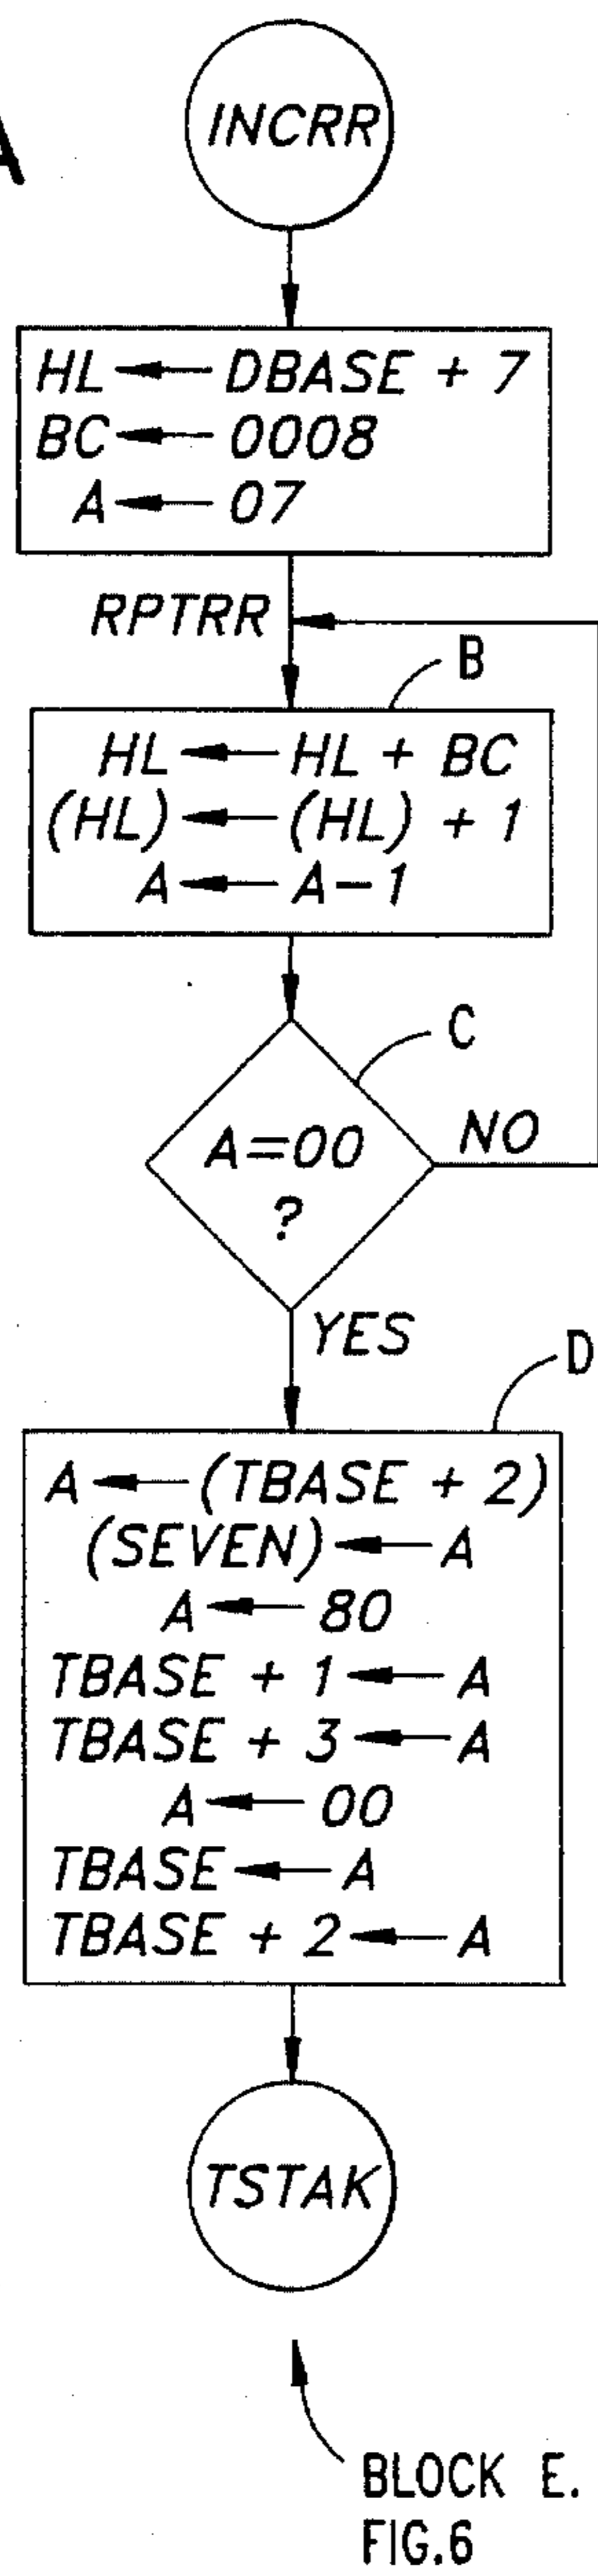 A
INCRR
HL ← DBASE + 7
BC ← 0008
A ← 07
RPTRR
B
HL ← HL + BC
(HL) ← (HL) + 1
A ← A-1
C
A=00
?
NO
YES
D
A ← (TBASE + 2)
(SEVEN) ← A
A ← 80
TBASE + 1 ← A
TBASE + 3 ← A
A ← 00
TBASE ← A
TBASE + 2 ← A
TSTAK
BLOCK E.
FIG.6